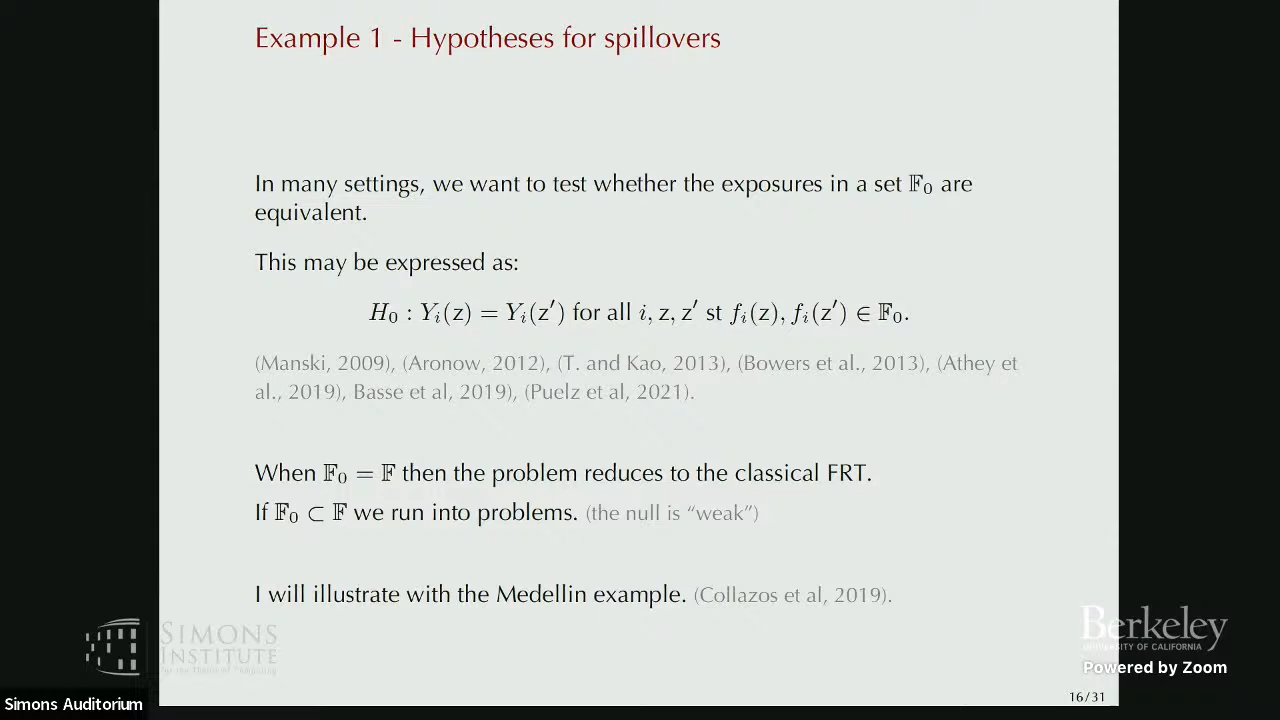 Example 1 - Hypotheses for spillovers
In many settings, we want to test whether the exposures in a set 𝔽₀ are
equivalent.
This may be expressed as:
H₀ : Yᵢ(z) = Yᵢ(z′) for all i, z, z′ st fᵢ(z), fᵢ(z′) ∈ 𝔽₀.
(Manski, 2009), (Aronow, 2012), (T. and Kao, 2013), (Bowers et al., 2013), (Athey et
al., 2019), Basse et al, 2019), (Puelz et al, 2021).
When 𝔽₀ = 𝔽 then the problem reduces to the classical FRT.
If 𝔽₀ ⊂ 𝔽 we run into problems. (the null is “weak”)
I will illustrate with the Medellin example. (Collazos et al, 2019).
SIMONS
INSTITUTE
for the Theory of Computing
Berkeley
UNIVERSITY OF CALIFORNIA
Powered by Zoom
16/31
Simons Auditorium